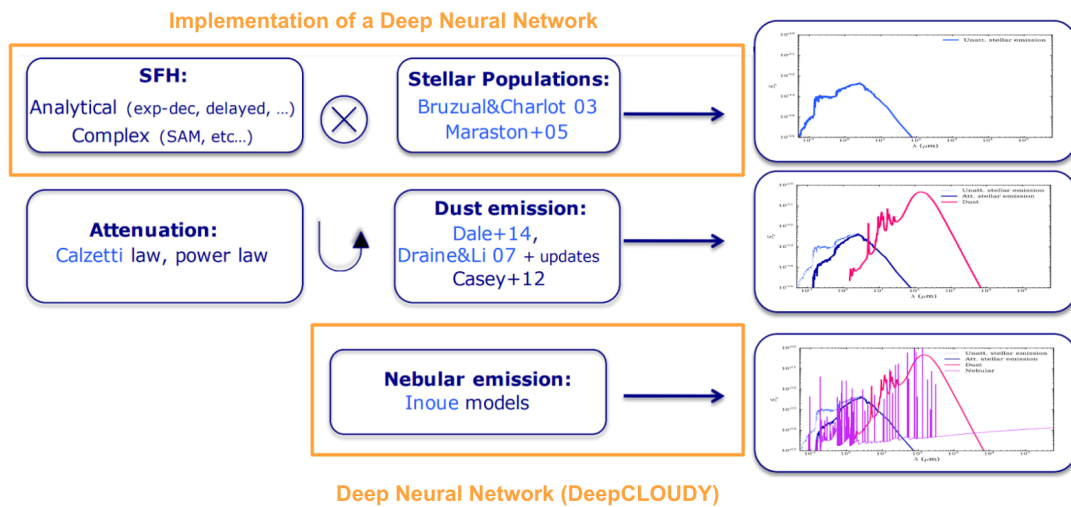 Implementation of a Deep Neural Network
SFH:
Analytical (exp-dec, delayed, ...)
Complex (SAM, etc...)
Stellar Populations:
Bruzual&Charlot 03
Maraston+05
Unatt. stellar emission
λ (μm)
Attenuation:
Calzetti law, power law
Dust emission:
Dale+14,
Draine&Li 07 + updates
Casey+12
Unatt. stellar emission
Att. stellar emission
Dust
λ (μm)
Nebular emission:
Inoue models
Unatt. stellar emission
Att. stellar emission
Dust
Nebular
λ (μm)
Deep Neural Network (DeepCLOUDY)